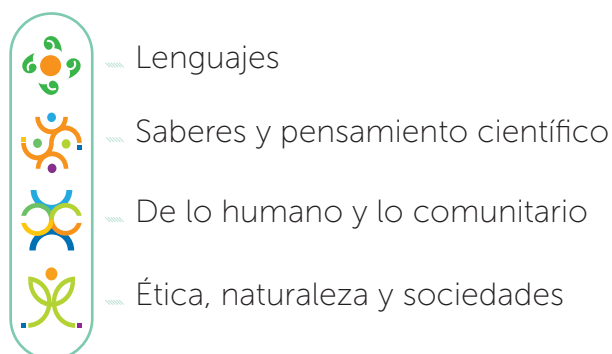 Lenguajes
Saberes y pensamiento científico
De lo humano y lo comunitario
Ética, naturaleza y sociedades